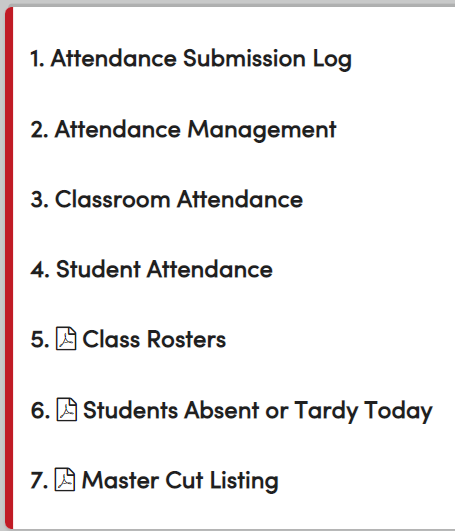 1. Attendance Submission Log
2. Attendance Management
3. Classroom Attendance
4. Student Attendance
5. Class Rosters
6. Students Absent or Tardy Today
7. Master Cut Listing